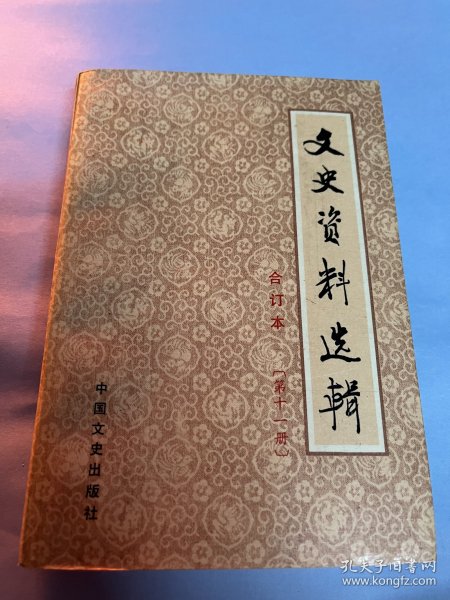 文史资料选辑
合订本
〔第十一册〕
中国文史出版社
孔夫子旧书网
www.kongfz.com